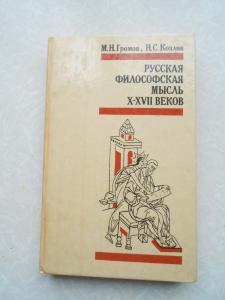 М.Н.Громов, Н.С.Козлов
РУССКАЯ
ФИЛОСОФСКАЯ
МЫСЛЬ
X-XVII ВЕКОВ